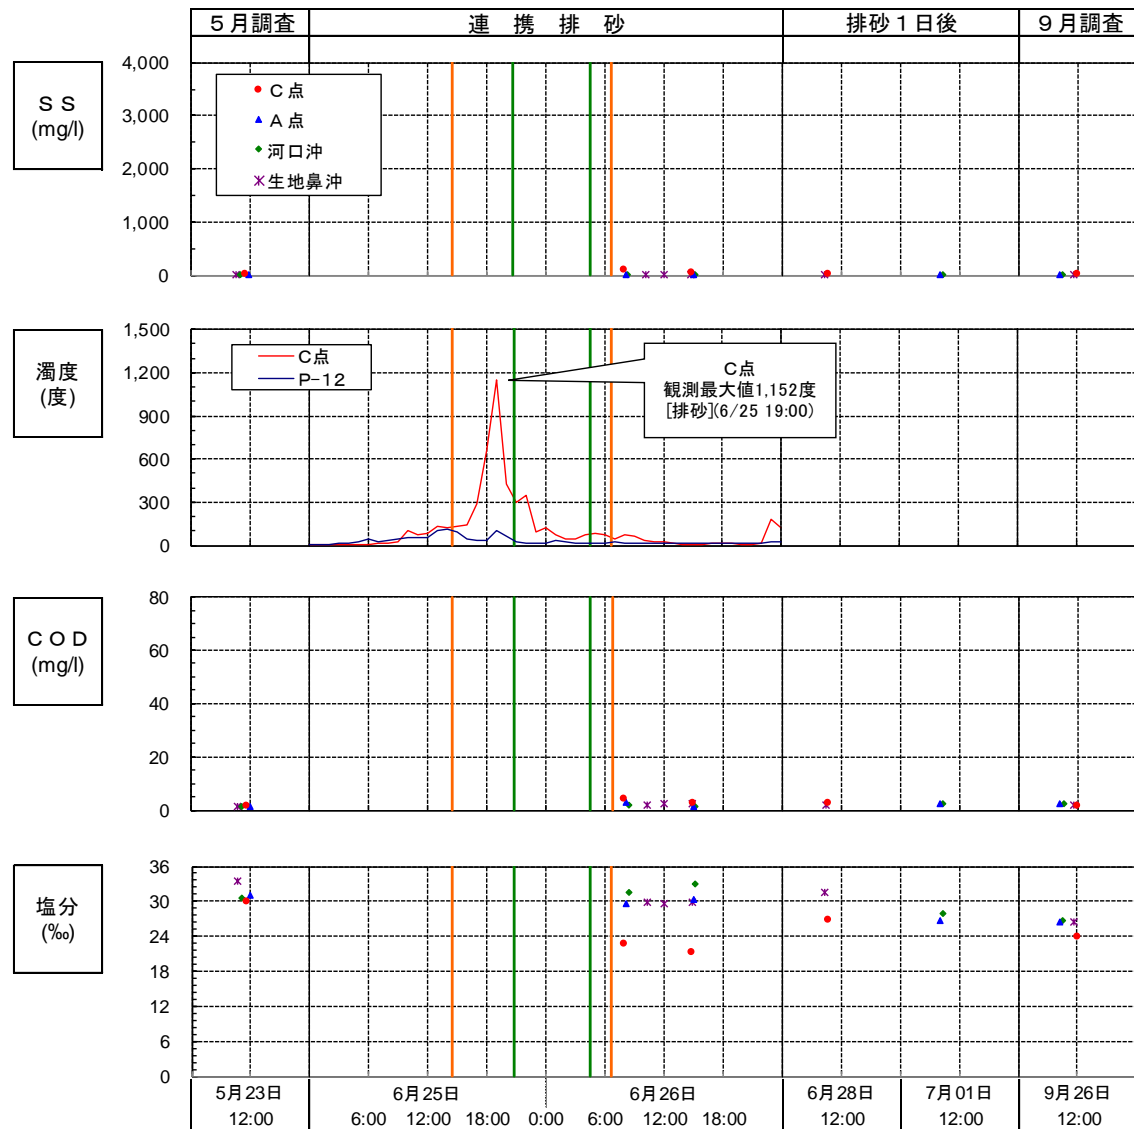 ５月調査 連携排砂 排砂１日後 ９月調査
ＳＳ
(mg/l)
4,000
3,000
2,000
1,000
0
Ｃ点
Ａ点
河口沖
生地鼻沖
濁度
(度)
1,500
1,200
900
600
300
0
C点
P-12
C点
観測最大値1,152度
[排砂](6/25 19:00)
ＣＯＤ
(mg/l)
80
60
40
20
0
塩分
(‰)
36
30
24
18
12
6
0
5月23日 6月25日 6月26日 6月28日 7月01日 9月26日
12:00 6:00 12:00 18:00 0:00 6:00 12:00 18:00 12:00 12:00 12:00